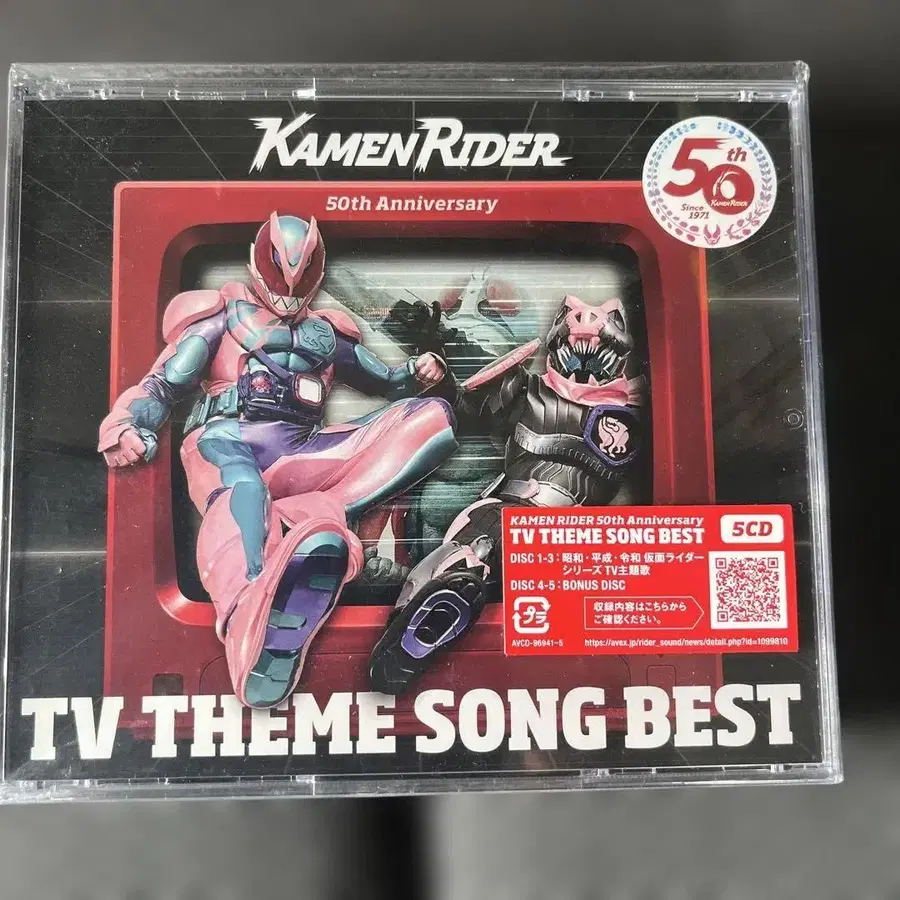 KAMEN RIDER
50th Anniversary
50th
KAMEN RIDER
Since
1971
KAMEN RIDER 50th Anniversary
TV THEME SONG BEST
5CD
DISC 1-3：昭和・平成・令和 仮面ライダー
シリーズ TV主題歌
DISC 4-5：BONUS DISC
プラ
収録内容はこちらから
ご確認ください。
AVCD-96941~5
https://avex.jp/rider_sound/news/detail.php?id=1099810
TV THEME SONG BEST